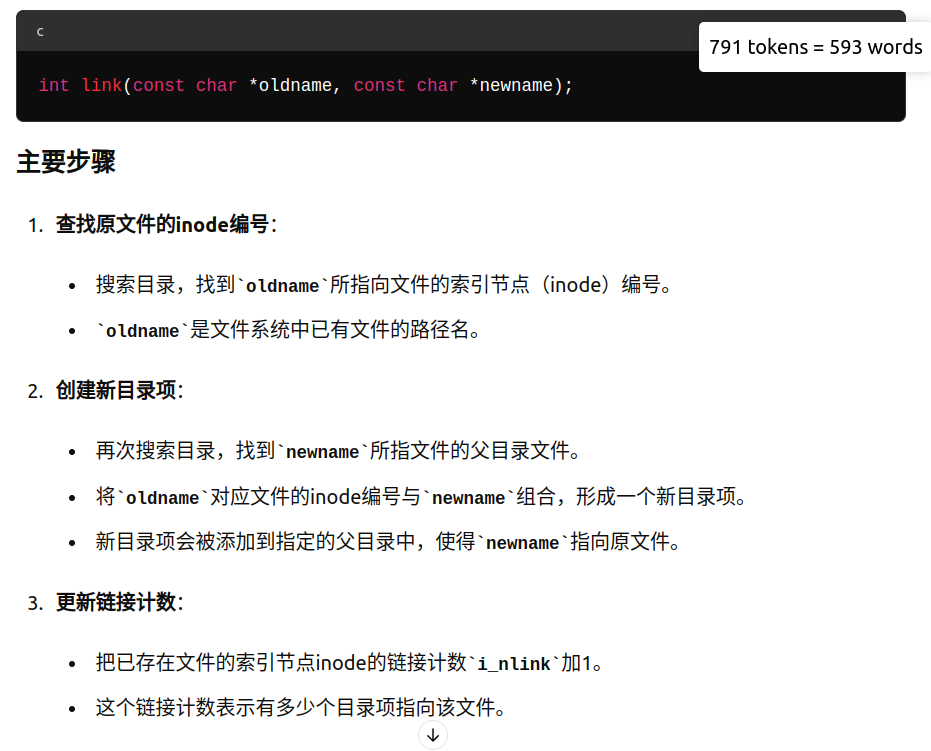 c
791 tokens = 593 words
int link(const char *oldname, const char *newname);
主要步骤
1. 查找原文件的inode编号：
• 搜索目录，找到`oldname`所指向文件的索引节点（inode）编号。
• `oldname`是文件系统中已有文件的路径名。
2. 创建新目录项：
• 再次搜索目录，找到`newname`所指文件的父目录文件。
• 将`oldname`对应文件的inode编号与`newname`组合，形成一个新目录项。
• 新目录项会被添加到指定的父目录中，使得`newname`指向原文件。
3. 更新链接计数：
• 把已存在文件的索引节点inode的链接计数`i_nlink`加1。
• 这个链接计数表示有多少个目录项指向该文件。